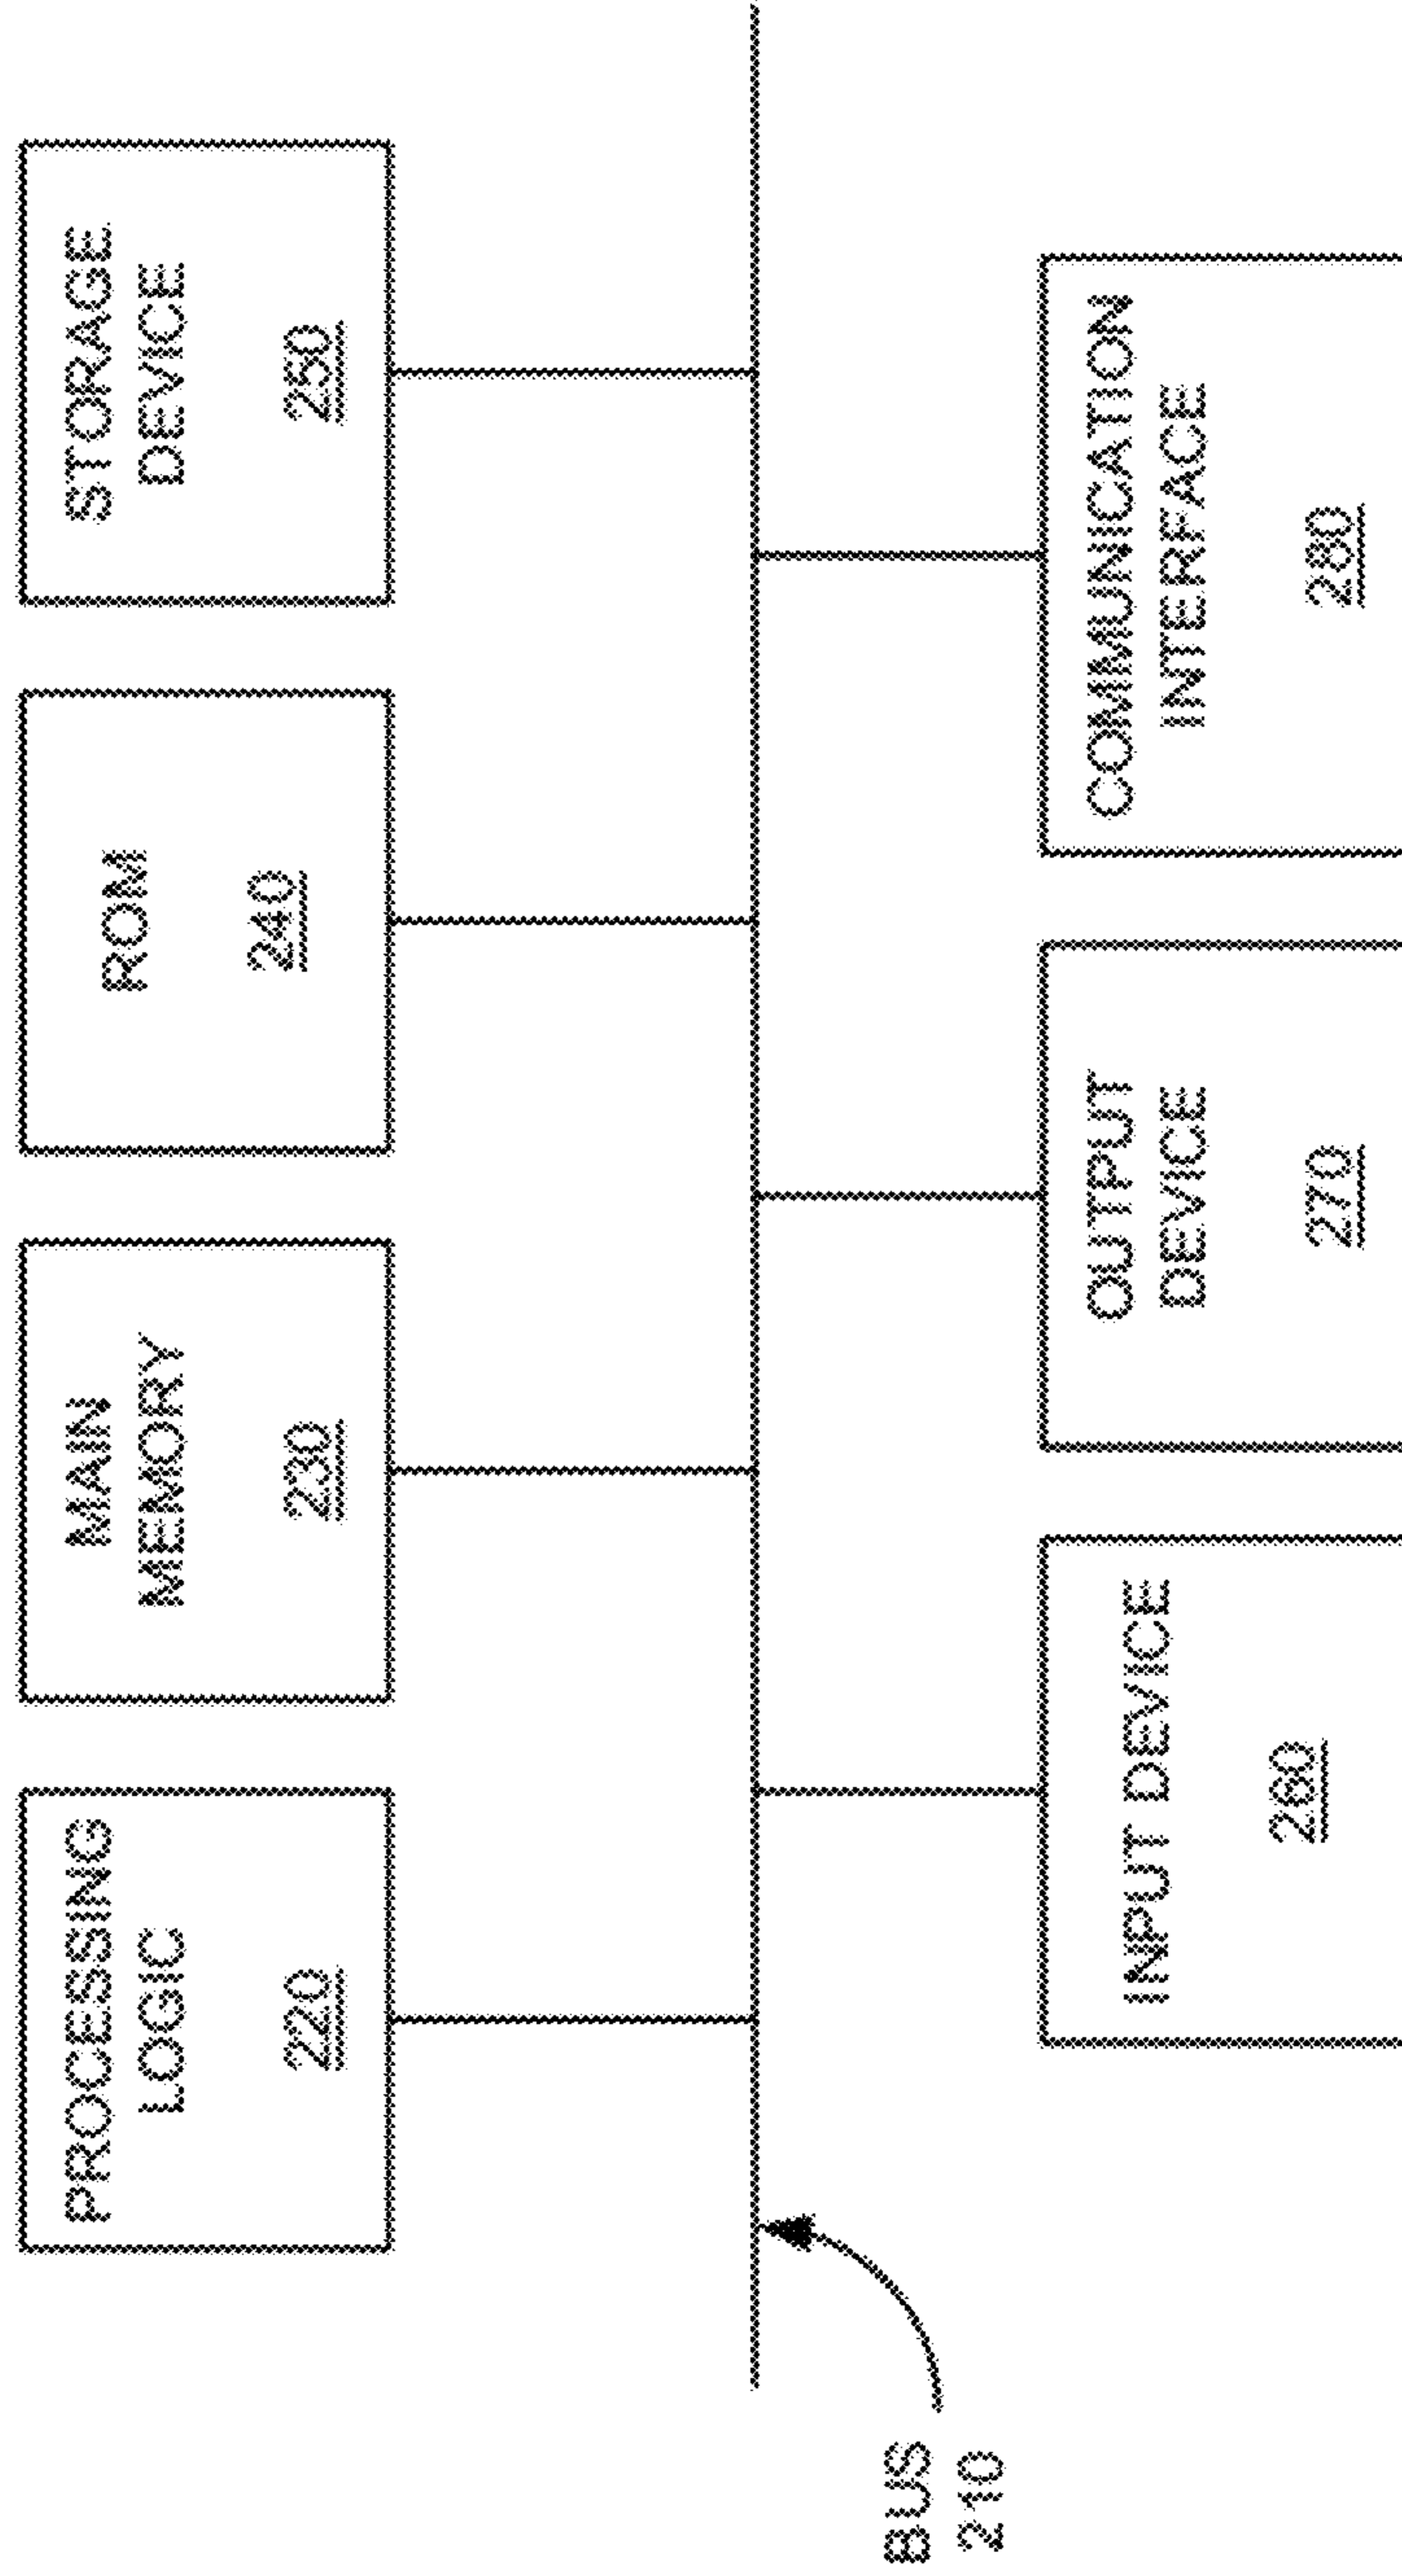 PROCESSING
LOGIC
220
MAIN
MEMORY
230
ROM
240
STORAGE
DEVICE
250
BUS
210
INPUT DEVICE
260
OUTPUT
DEVICE
270
COMMUNICATION
INTERFACE
280